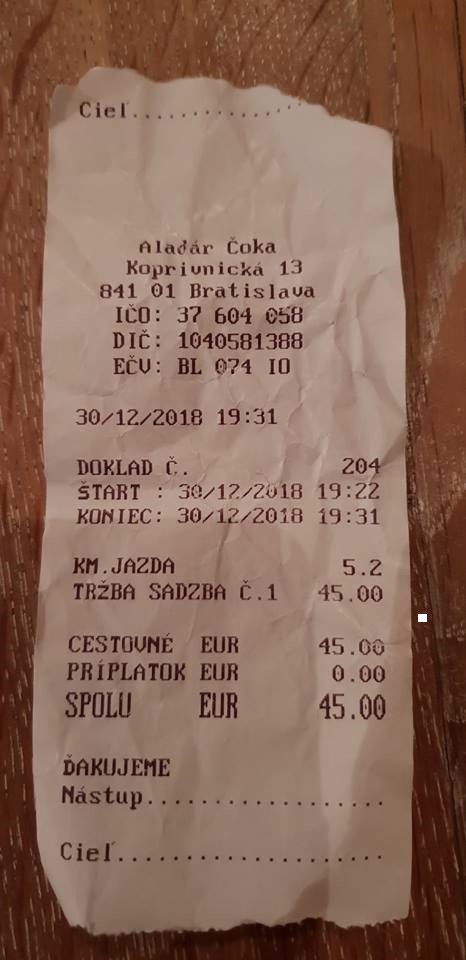 Cieľ...............
Aladár Čoka
Koprivnická 13
841 01 Bratislava
IČO: 37 604 058
DIČ: 1040581388
EČV: BL 074 IO
30/12/2018 19:31
DOKLAD Č. 204
ŠTART : 30/12/2018 19:22
KONIEC: 30/12/2018 19:31
KM.JAZDA 5.2
TRŽBA SADZBA Č.1 45.00
CESTOVNÉ EUR 45.00
PRÍPLATOK EUR 0.00
SPOLU EUR 45.00
ĎAKUJEME
Nástup..................
Cieľ....................